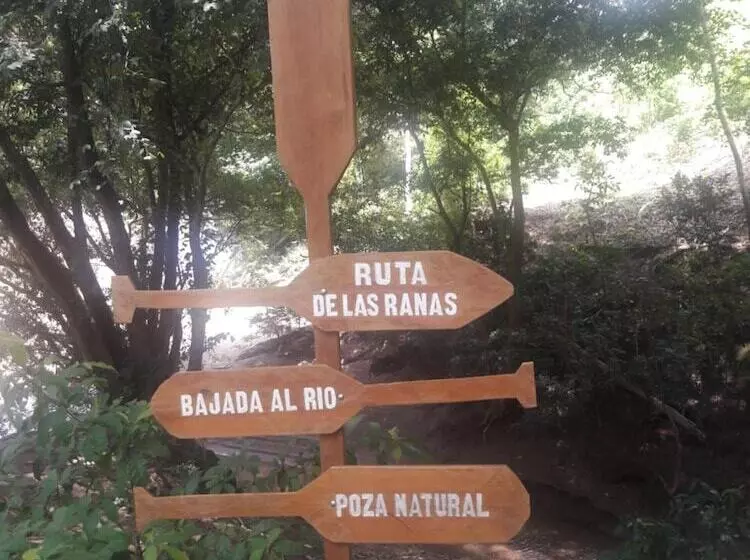 RUTA
DE LAS RANAS
BAJADA AL RIO
POZA NATURAL